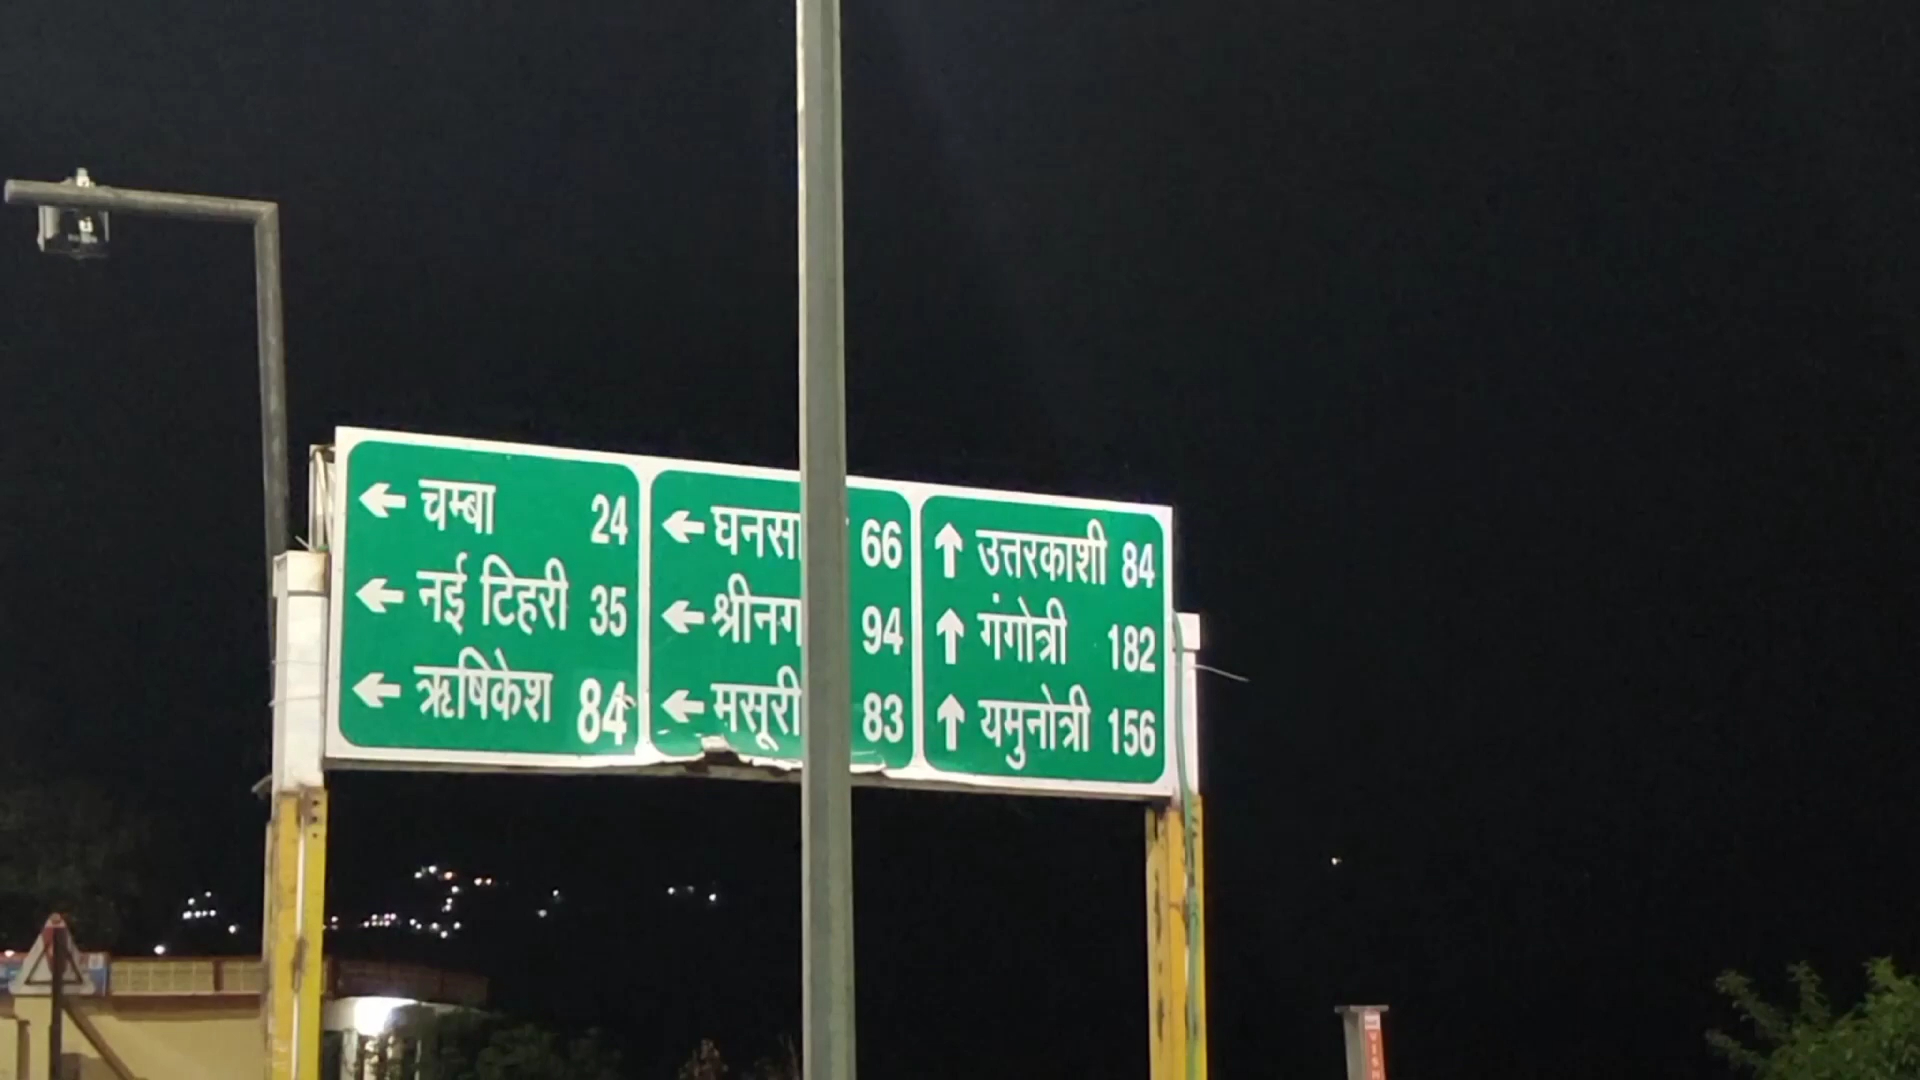 ← चम्बा 24
← नई टिहरी 35
← ऋषिकेश 84
← 66
← 94
← मसूरी 83
↑ उत्तरकाशी 84
↑ गंगोत्री 182
↑ यमुनोत्री 156